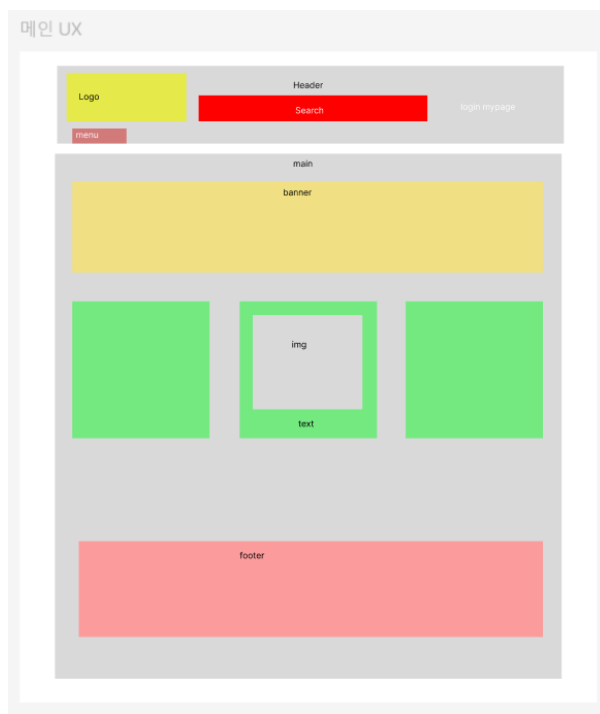 메인 UX
Header
Logo
Search
login mypage
menu
main
banner
img
text
footer